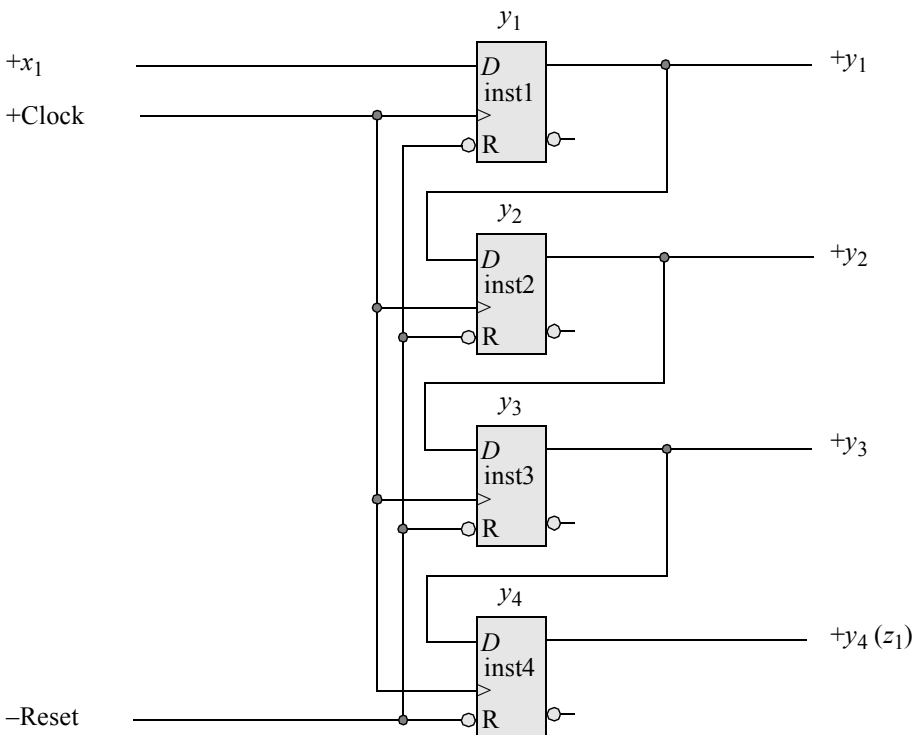 y1
+x1
D
+y1
inst1
+Clock
R
y2
D
+y2
inst2
R
y3
D
+y3
inst3
R
y4
D
+y4 (z1)
inst4
–Reset
R